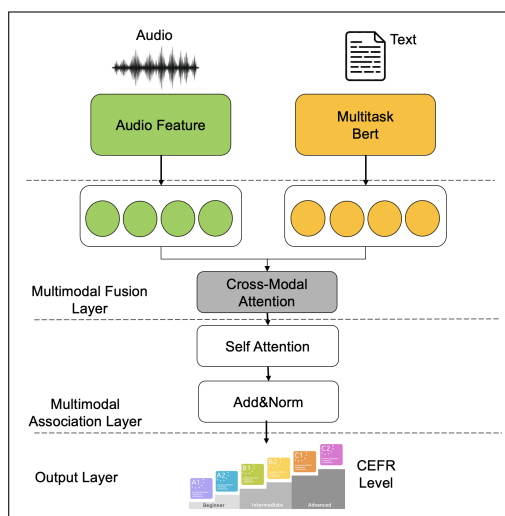 Audio
Text
Audio Feature
Multitask
Bert
Cross-Modal
Attention
Multimodal Fusion
Layer
Self Attention
Add&Norm
Multimodal
Association Layer
Output Layer
A1
A2
B1
B2
C1
C2
Beginner
Intermediate
Advanced
CEFR
Level